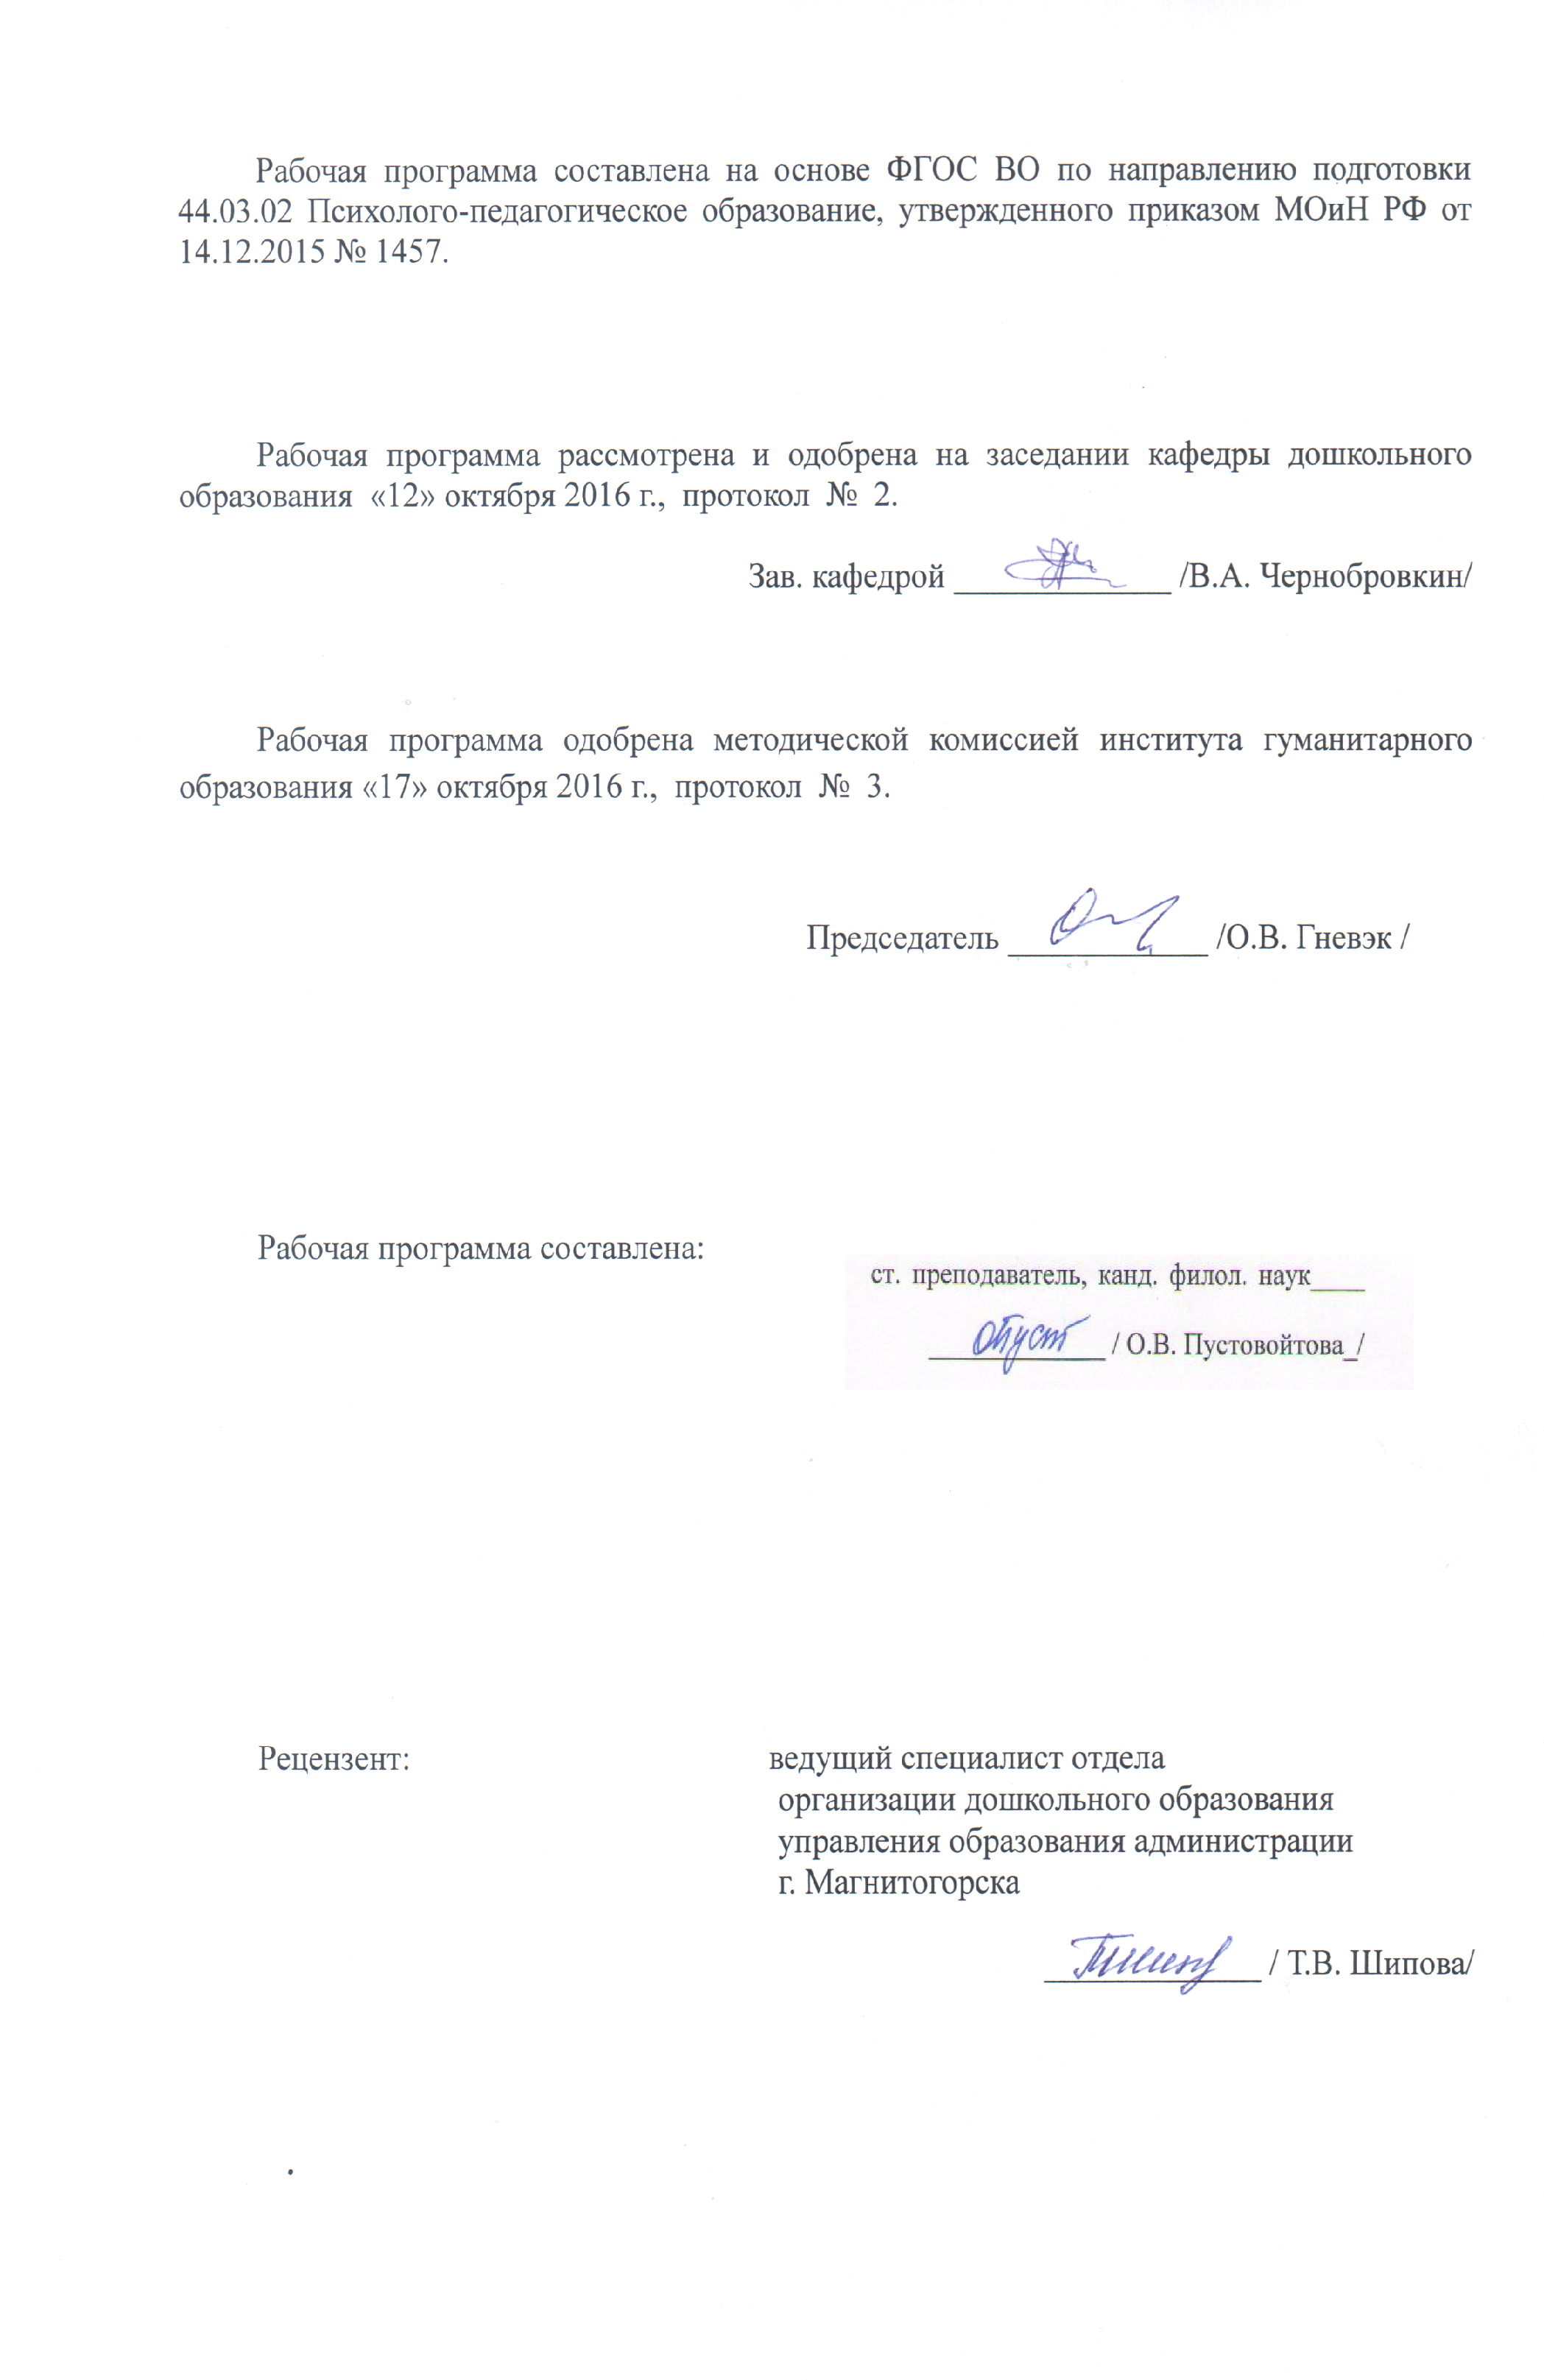 Рабочая программа составлена на основе ФГОС ВО по направлению подготовки
44.03.02 Психолого-педагогическое образование, утвержденного приказом МОиН РФ от
14.12.2015 № 1457.
Рабочая программа рассмотрена и одобрена на заседании кафедры дошкольного
образования «12» октября 2016 г., протокол № 2.
Зав. кафедрой ____________ /В.А. Чернобровкин/
Рабочая программа одобрена методической комиссией института гуманитарного
образования «17» октября 2016 г., протокол № 3.
Председатель ___________ /О.В. Гневэк /
Рабочая программа составлена:
ст. преподаватель, канд. филол. наук____
____________ / О.В. Пустовойтова_/
Рецензент: ведущий специалист отдела
организации дошкольного образования
управления образования администрации
г. Магнитогорска
____________ / Т.В. Шипова/